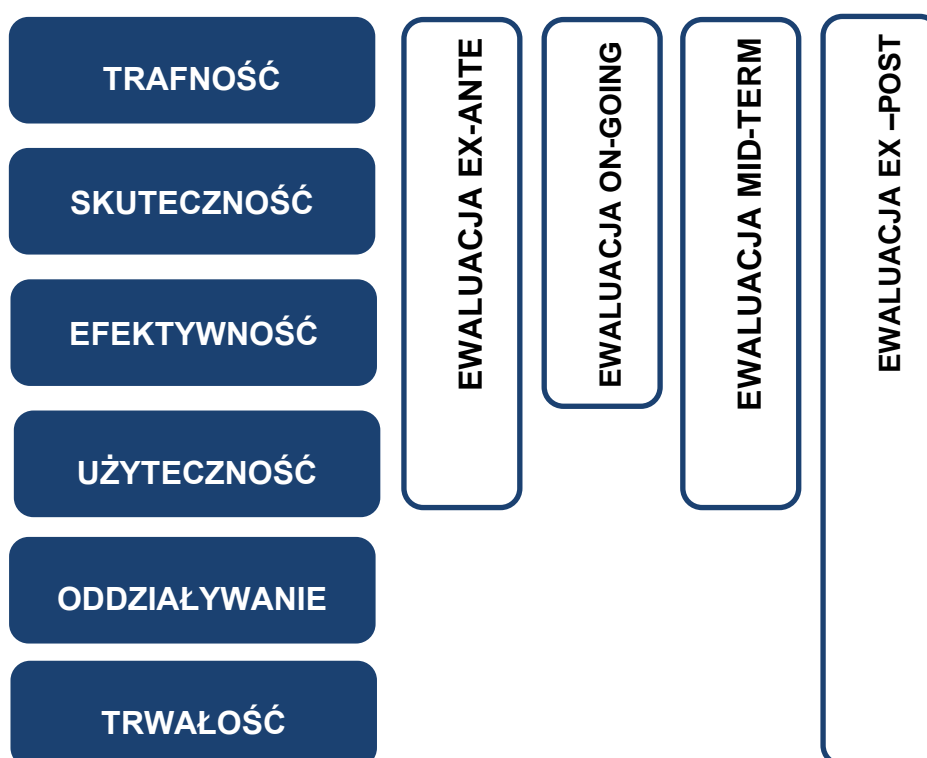 TRAFNOŚĆ
SKUTECZNOŚĆ
EFEKTYWNOŚĆ
UŻYTECZNOŚĆ
ODDZIAŁYWANIE
TRWAŁOŚĆ
EWALUACJA EX-ANTE
EWALUACJA ON-GOING
EWALUACJA MID-TERM
EWALUACJA EX –POST